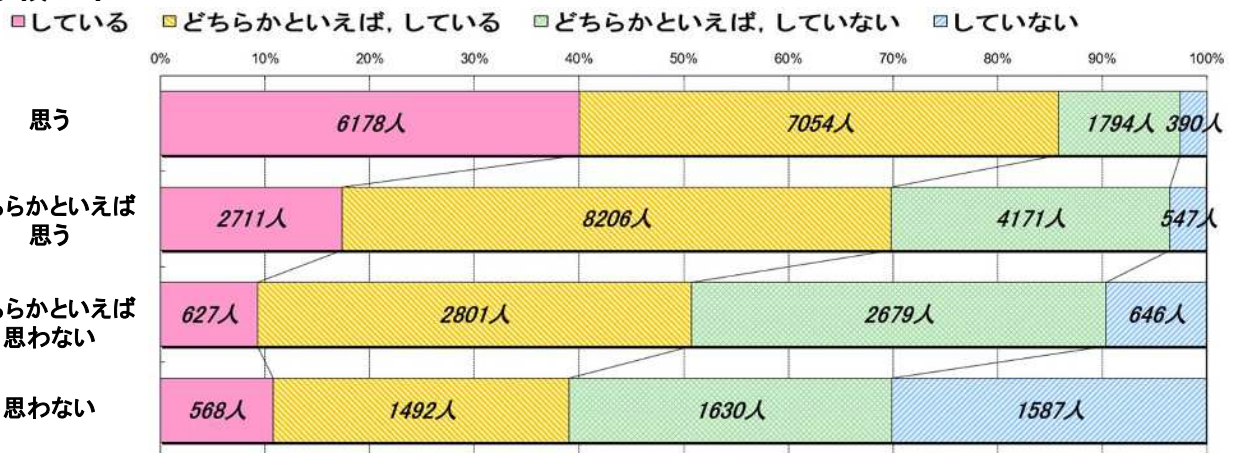 している どちらかといえば，している どちらかといえば，していない していない
0% 10% 20% 30% 40% 50% 60% 70% 80% 90% 100%
思う 6178人 7054人 1794人 390人
らかといえば
思う
2711人 8206人 4171人 547人
らかといえば
思わない
627人 2801人 2679人 646人
思わない 568人 1492人 1630人 1587人